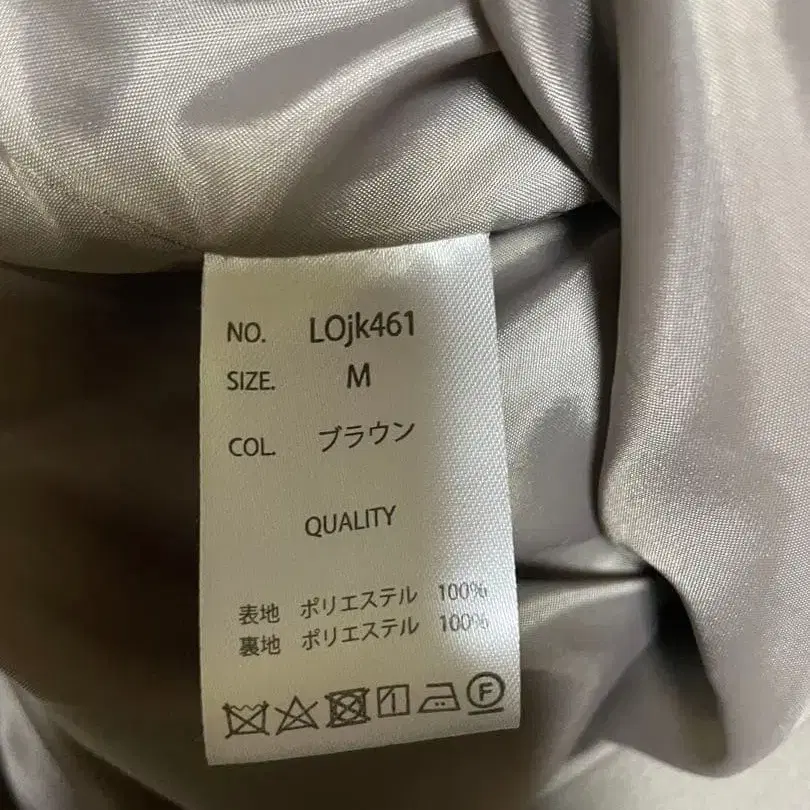 NO. LOjk461
SIZE. M
COL. ブラウン
QUALITY
表地 ポリエステル 100%
裏地 ポリエステル 100%
F